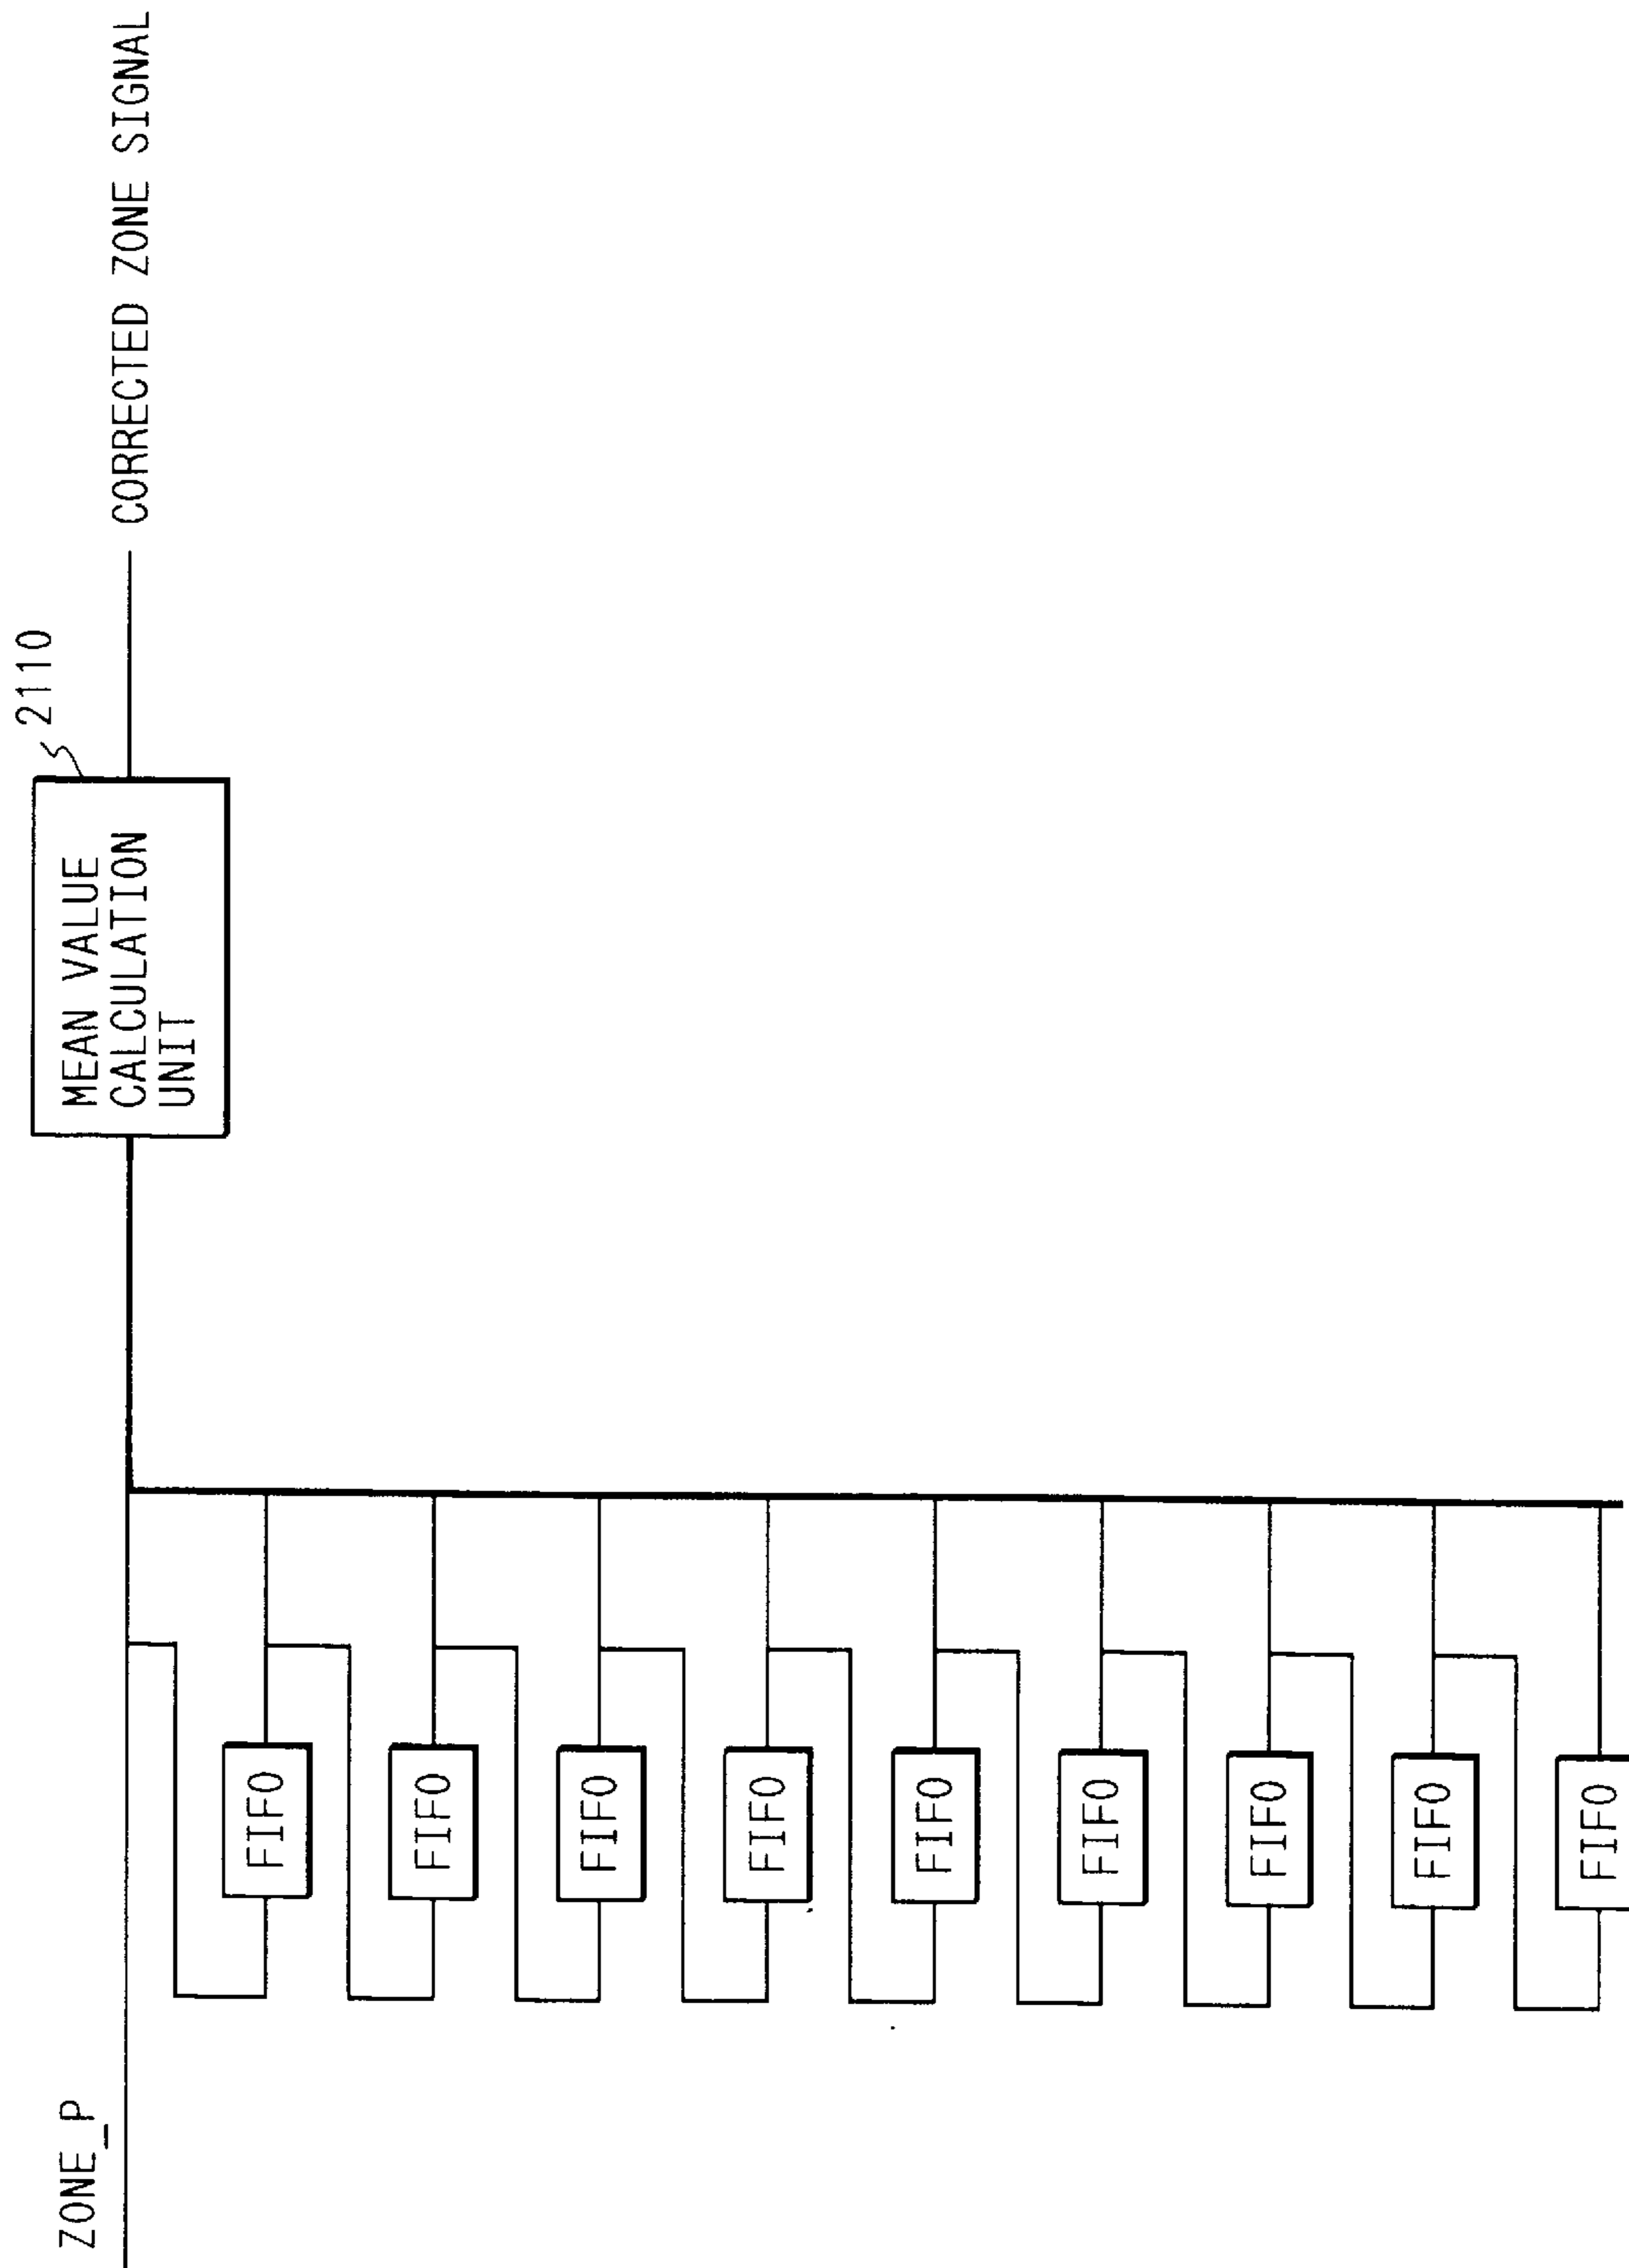 ZONE_P
MEAN VALUE
CALCULATION
UNIT
2110
CORRECTED ZONE SIGNAL
FIFO
FIFO
FIFO
FIFO
FIFO
FIFO
FIFO
FIFO
FIFO